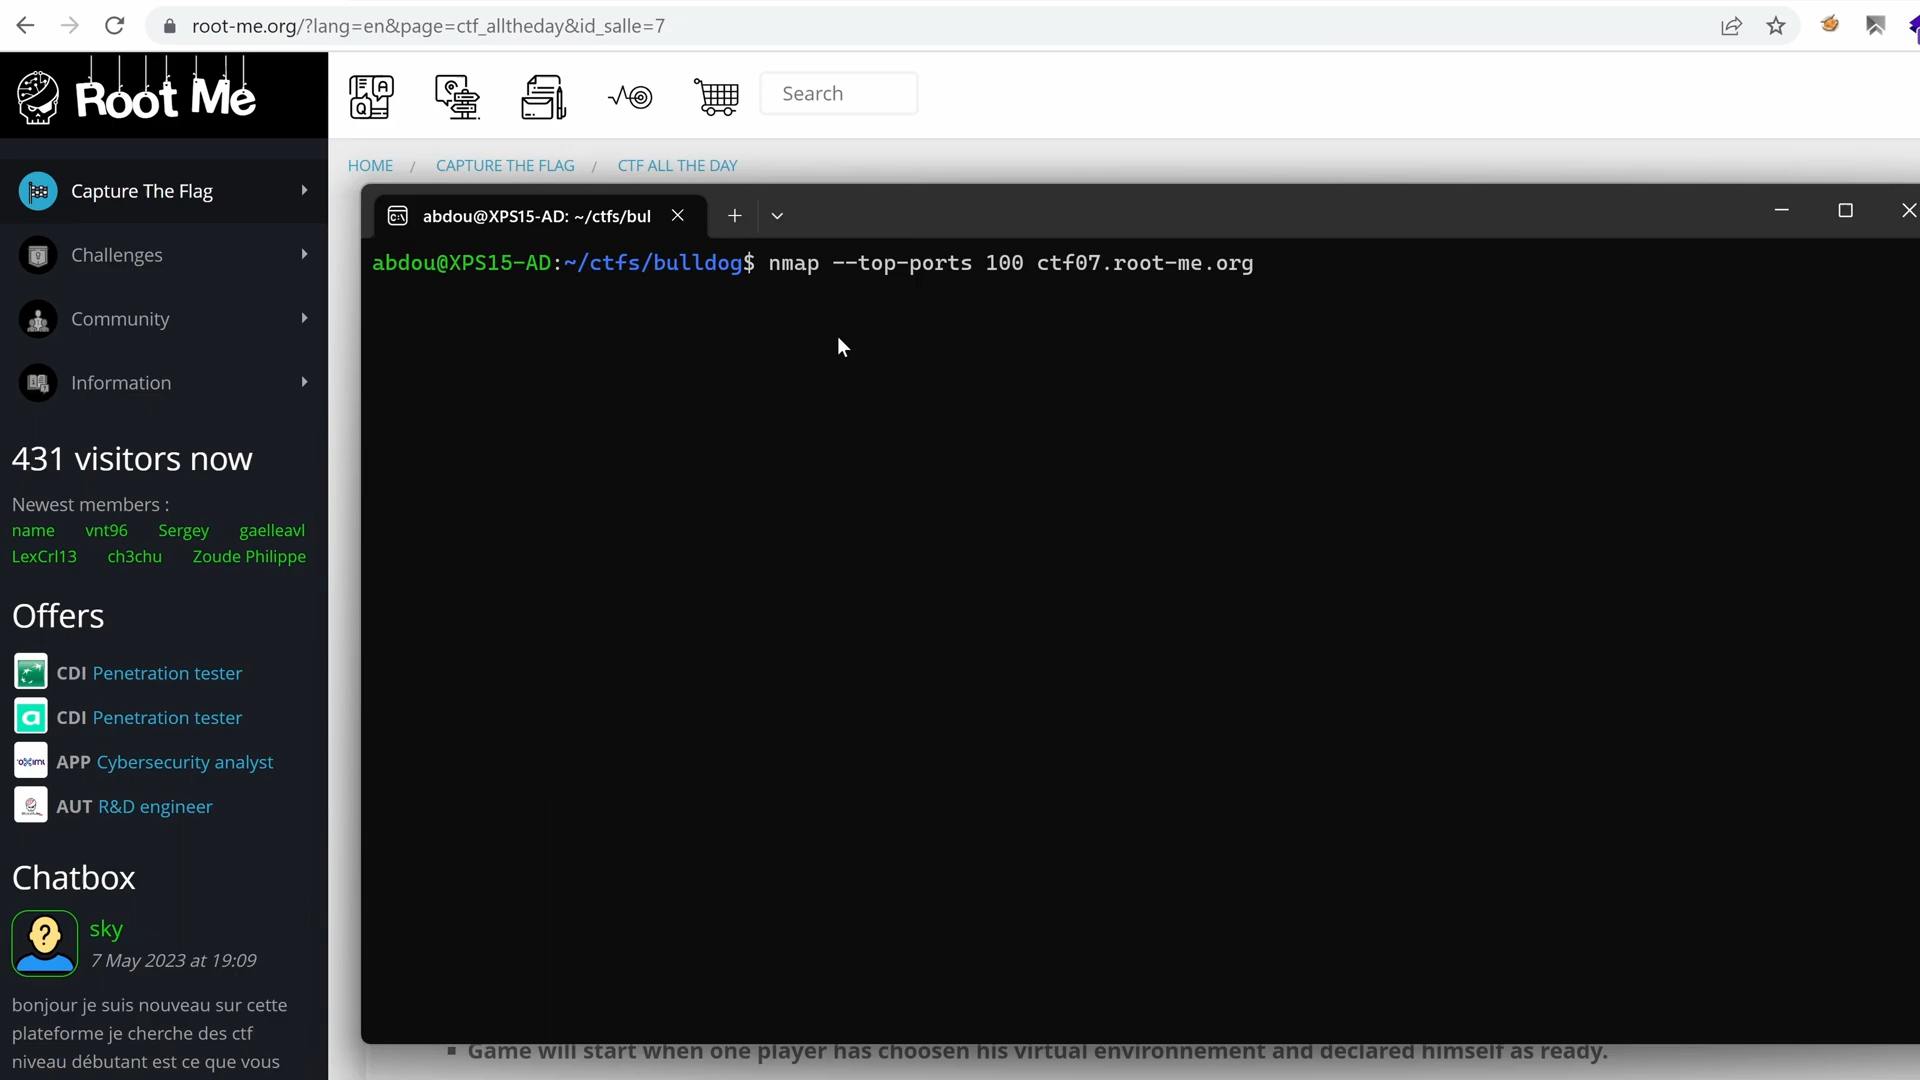 root-me.org/?lang=en&page=ctf_alltheday&id_salle=7
Root Me
Search
HOME / CAPTURE THE FLAG / CTF ALL THE DAY
Capture The Flag
Challenges
Community
Information
431 visitors now
Newest members :
name vnt96 Sergey gaelleavl
LexCrl13 ch3chu Zoude Philippe
Offers
CDI Penetration tester
CDI Penetration tester
APP Cybersecurity analyst
AUT R&D engineer
Chatbox
sky
7 May 2023 at 19:09
bonjour je suis nouveau sur cette
plateforme je cherche des ctf
niveau débutant est ce que vous
abdou@XPS15-AD: ~/ctfs/bul
abdou@XPS15-AD:~/ctfs/bulldog$ nmap --top-ports 100 ctf07.root-me.org
Game will start when one player has choosen his virtual environnement and declared himself as ready.